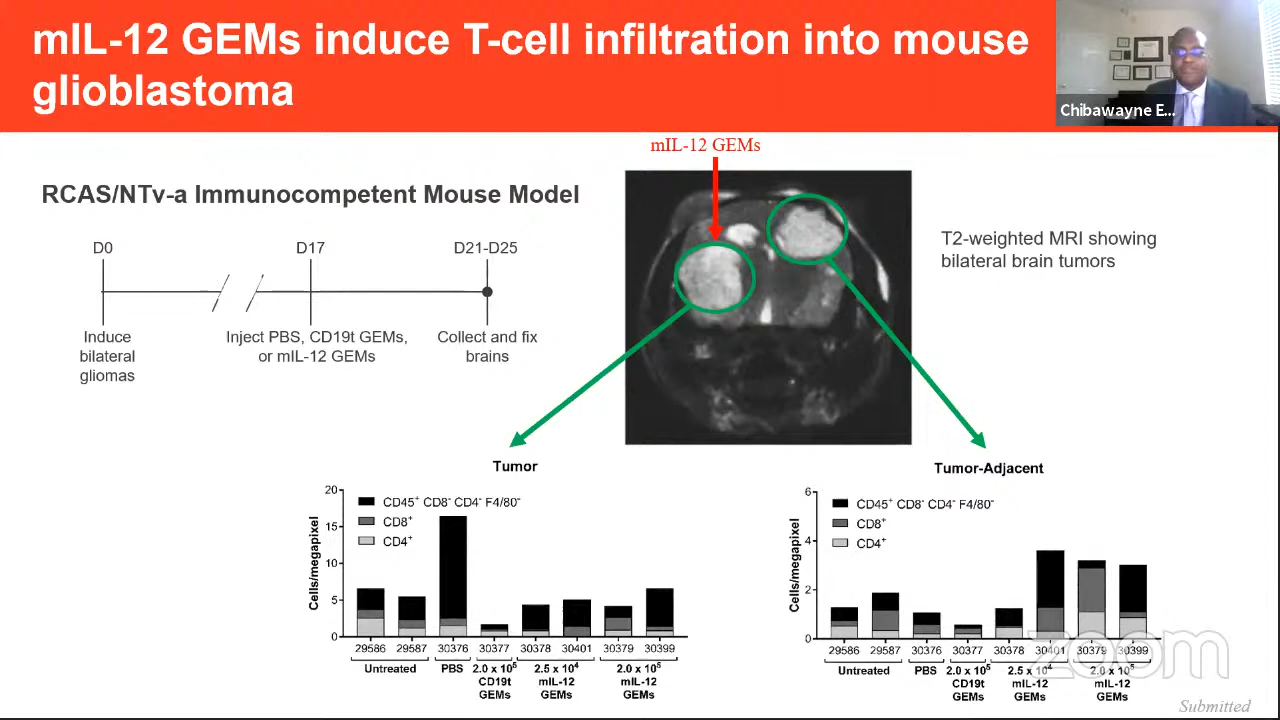 mIL-12 GEMs induce T-cell infiltration into mouse
glioblastoma
Chibawayne E...
mIL-12 GEMs
RCAS/NTv-a Immunocompetent Mouse Model
D0
D17
D21-D25
Induce
bilateral
gliomas
Inject PBS, CD19t GEMs,
or mIL-12 GEMs
Collect and fix
brains
T2-weighted MRI showing
bilateral brain tumors
Tumor
Cells/megapixel
20
15
10
5
0
CD45⁺ CD8⁻ CD4⁻ F4/80⁻
CD8⁺
CD4⁺
29586 29587 30376 30377 30378 30401 30379 30399
Untreated PBS 2.0 x 10⁵ 2.5 x 10⁴ 2.0 x 10⁵
CD19t mIL-12 mIL-12
GEMs GEMs GEMs
Tumor-Adjacent
Cells/megapixel
6
4
2
0
CD45⁺ CD8⁻ CD4⁻ F4/80⁻
CD8⁺
CD4⁺
29586 29587 30376 30377 30378 30401 30379 30399
Untreated PBS 2.0 x 10⁵ 2.5 x 10⁴ 2.0 x 10⁵
CD19t mIL-12 mIL-12
GEMs GEMs GEMs
zoom
Submitted